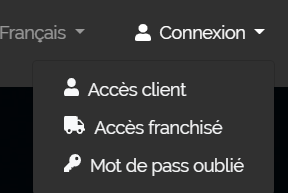 Français
Connexion
Accès client
Accès franchisé
Mot de pass oublié